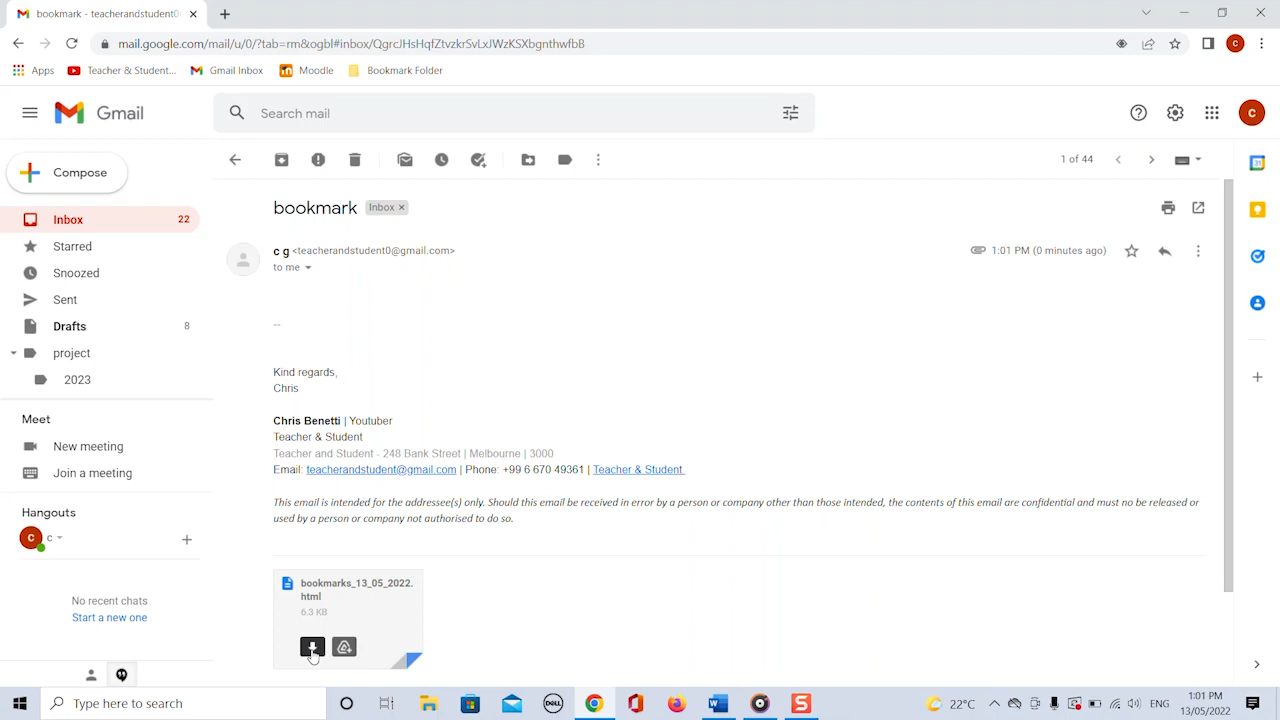 bookmark - teacherandstudent0
mail.google.com/mail/u/0/?tab=rm&ogbl#inbox/QgrcJHsHqfZtvzkrSvLxJWzKSXbgnthwfbB
C
Apps
Teacher & Student...
Gmail Inbox
Moodle
Bookmark Folder
Gmail
Search mail
C
Compose
1 of 44
Inbox
22
Starred
Snoozed
Sent
Drafts
8
project
2023
Meet
New meeting
Join a meeting
Hangouts
C
c
No recent chats
Start a new one
bookmark
Inbox ×
c g <teacherandstudent0@gmail.com>
1:01 PM (0 minutes ago)
to me
--
Kind regards,
Chris
Chris Benetti | Youtuber
Teacher & Student
Teacher and Student - 248 Bank Street | Melbourne | 3000
Email: teacherandstudent@gmail.com | Phone: +99 6 670 49361 | Teacher & Student
This email is intended for the addressee(s) only. Should this email be received in error by a person or company other than those intended, the contents of this email are confidential and must no be released or
used by a person or company not authorised to do so.
bookmarks_13_05_2022.
html
6.3 KB
31
Type here to search
DELL
W
S
22°C
ENG
1:01 PM
13/05/2022